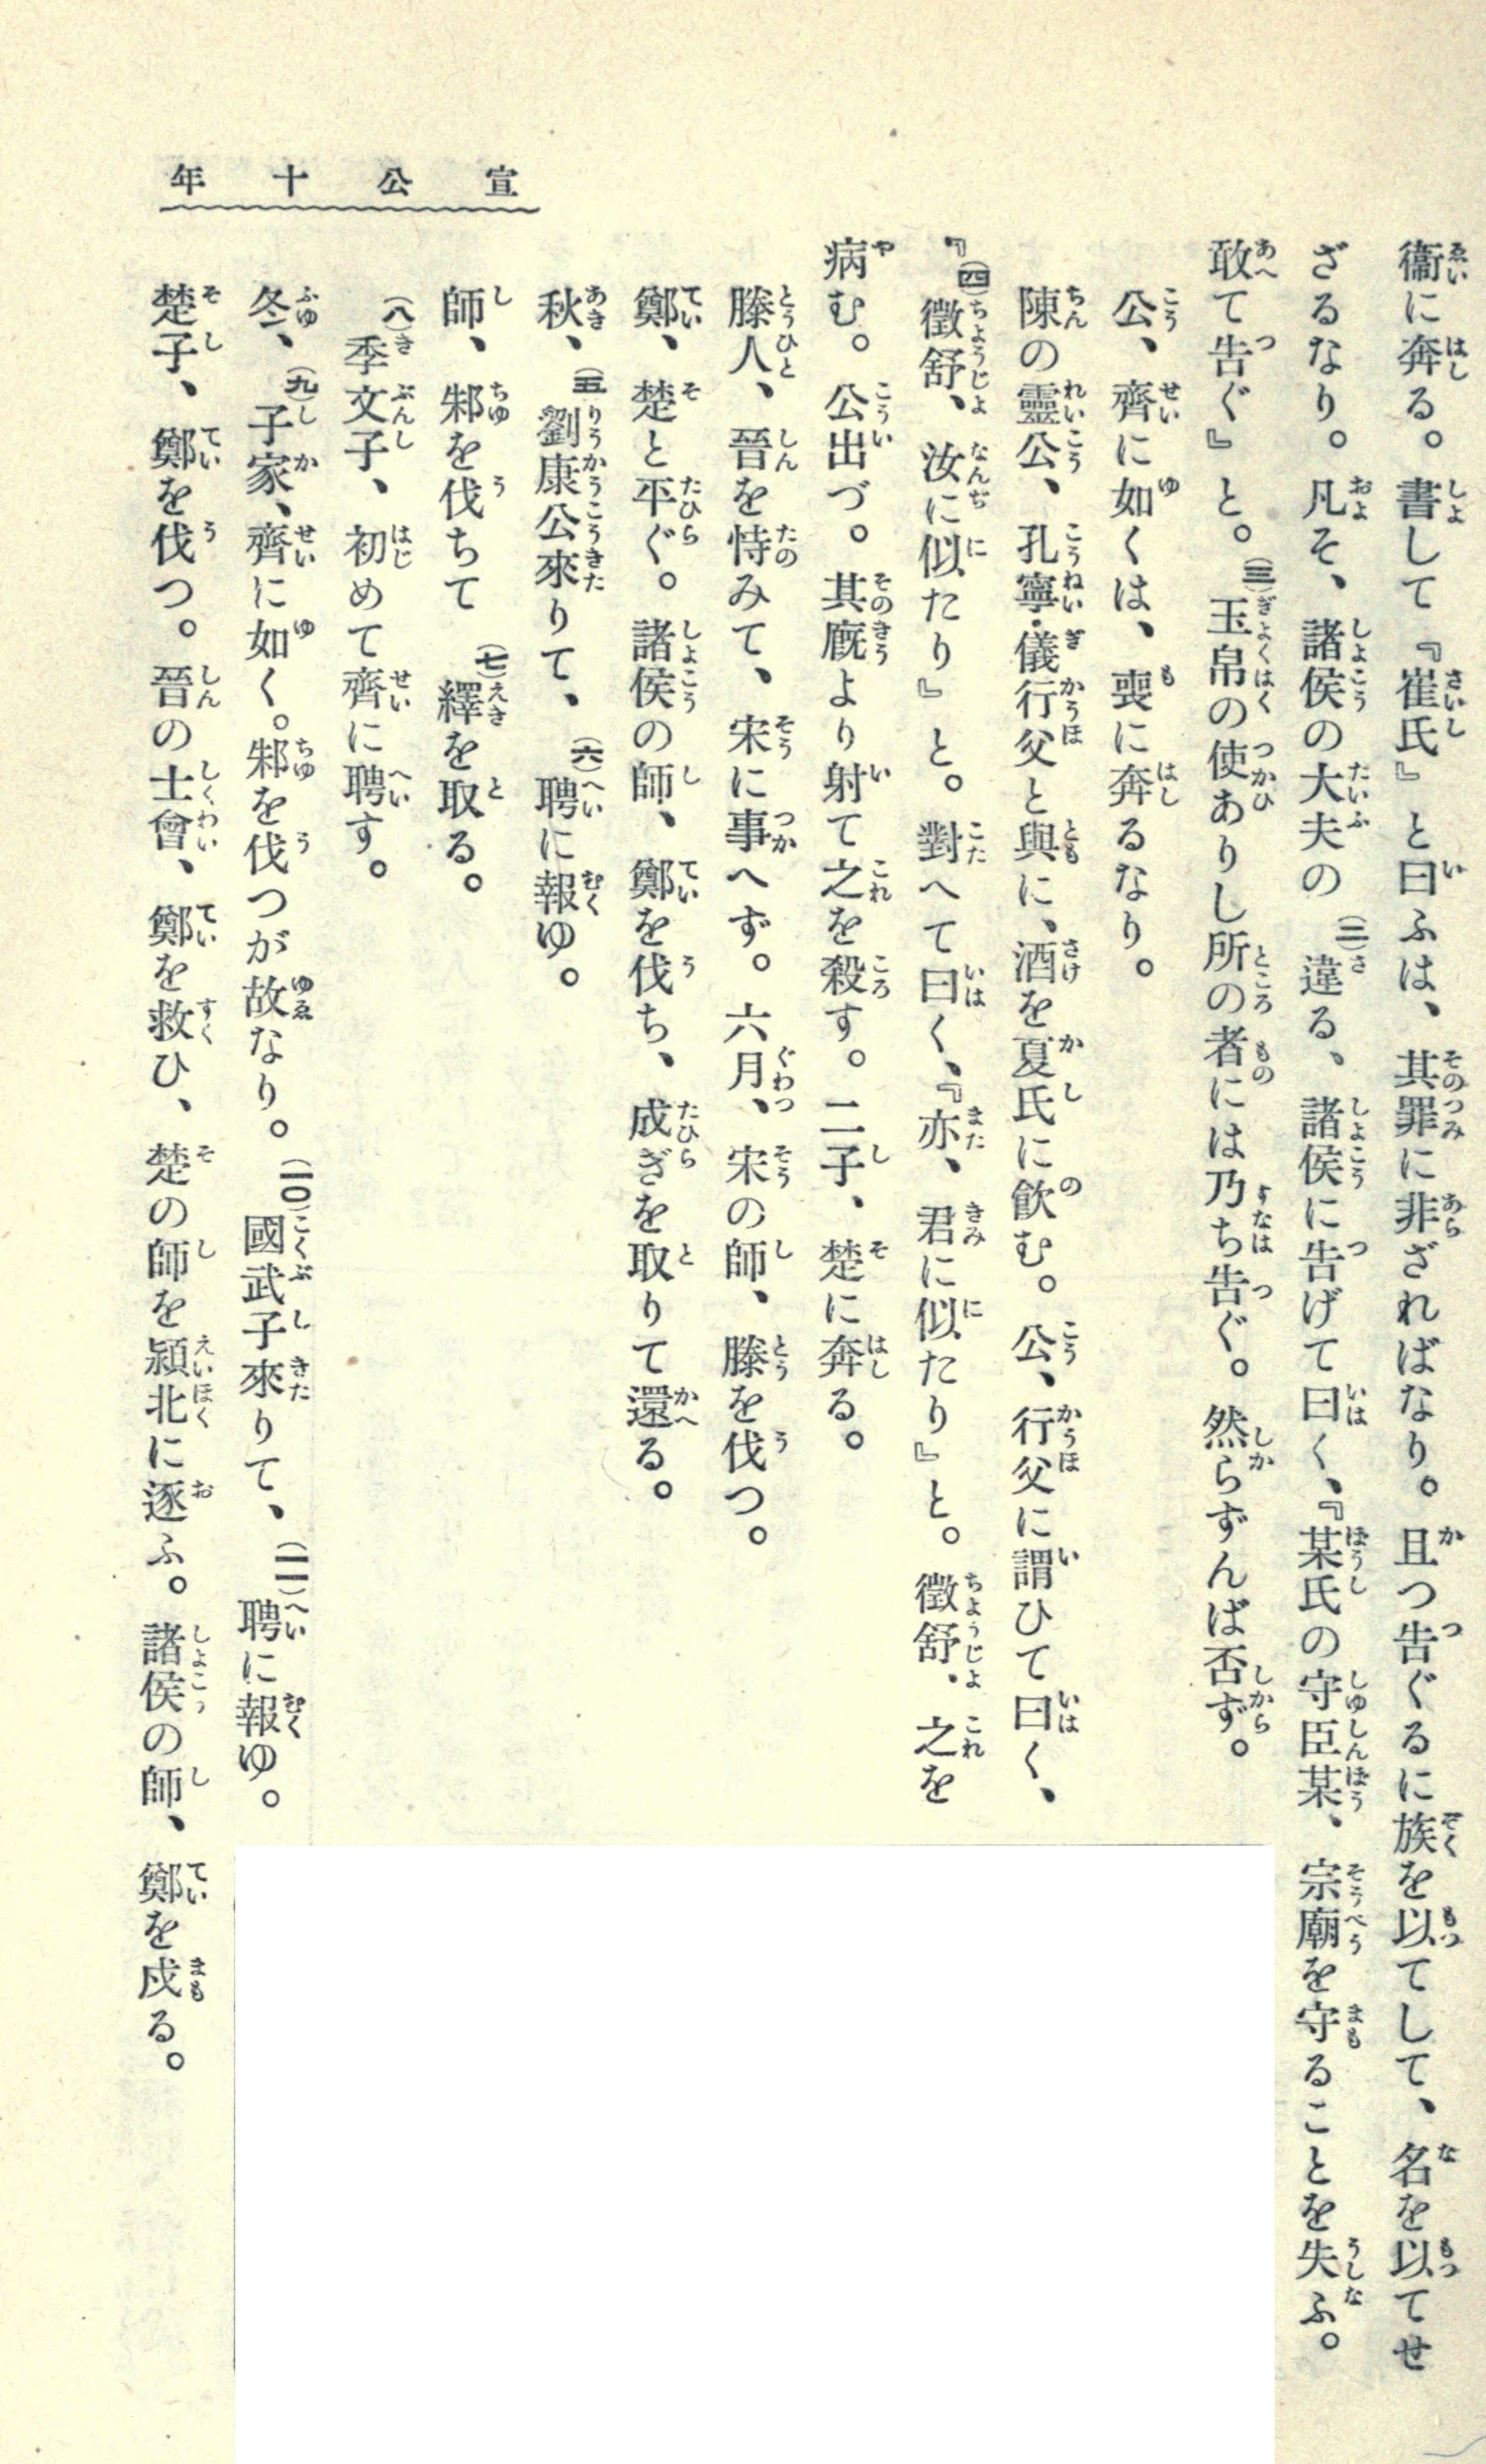 宣公十年
衞に奔る。書して『崔氏』と曰ふは、其罪に非ざればなり。且つ告ぐるに族を以てして、名を以てせ
ざるなり。凡そ、諸侯の大夫の(二)違る、諸侯に告げて曰く、『某氏の守臣某、宗廟を守ることを失ふ。
敢て告ぐ』と。(三)玉帛の使ありし所の者には乃ち告ぐ。然らずんば否ず。
公、齊に如くは、喪に奔るなり。
陳の靈公、孔寧・儀行父と與に、酒を夏氏に飮む。公、行父に謂ひて曰く、
『(四)徵舒、汝に似たり』と。對へて曰く、『亦、君に似たり』と。徵舒、之を
病む。公出づ。其廐より射て之を殺す。二子、楚に奔る。
滕人、晉を恃みて、宋に事へず。六月、宋の師、滕を伐つ。
鄭、楚と平ぐ。諸侯の師、鄭を伐ち、成ぎを取りて還る。
秋、(五)劉康公來りて、(六)聘に報ゆ。
師、邾を伐ちて(七)繹を取る。
(八)季文子、初めて齊に聘す。
冬、(九)子家、齊に如く。邾を伐つが故なり。(一〇)國武子來りて、(一一)聘に報ゆ。
楚子、鄭を伐つ。晉の士會、鄭を救ひ、楚の師を潁北に逐ふ。諸侯の師、鄭を戍る。